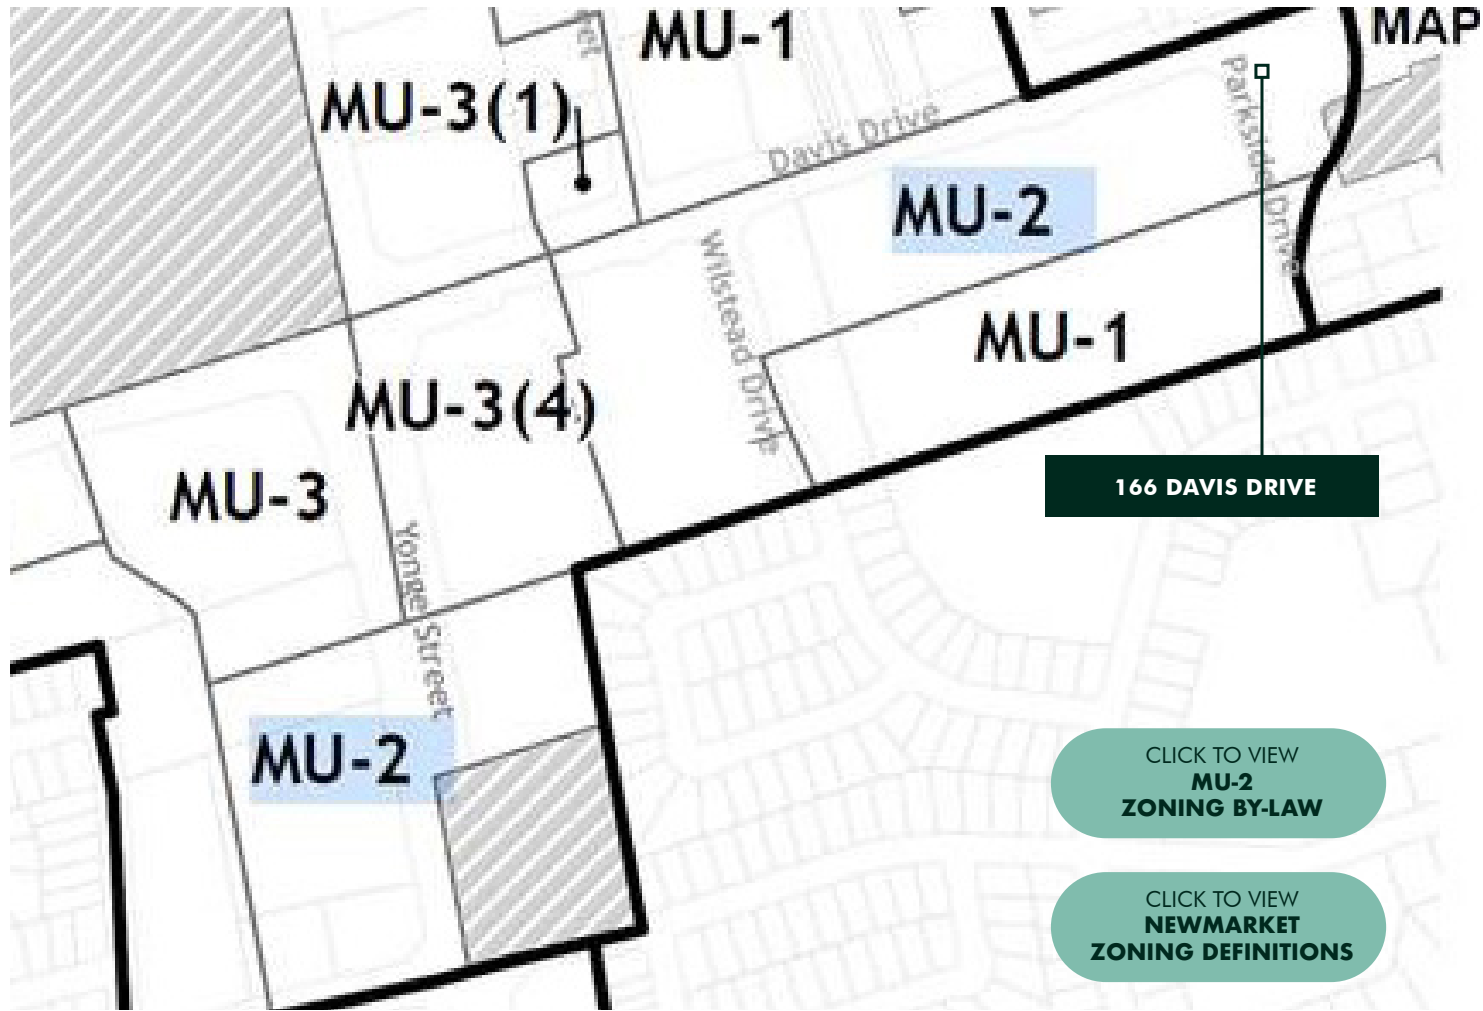 MU-1
MAP
MU-3(1)
Davis Drive
Parkside Drive
MU-2
Wilstead Drive
MU-1
MU-3(4)
MU-3
166 DAVIS DRIVE
Yonge Street
MU-2
CLICK TO VIEW
MU-2
ZONING BY-LAW
CLICK TO VIEW
NEWMARKET
ZONING DEFINITIONS